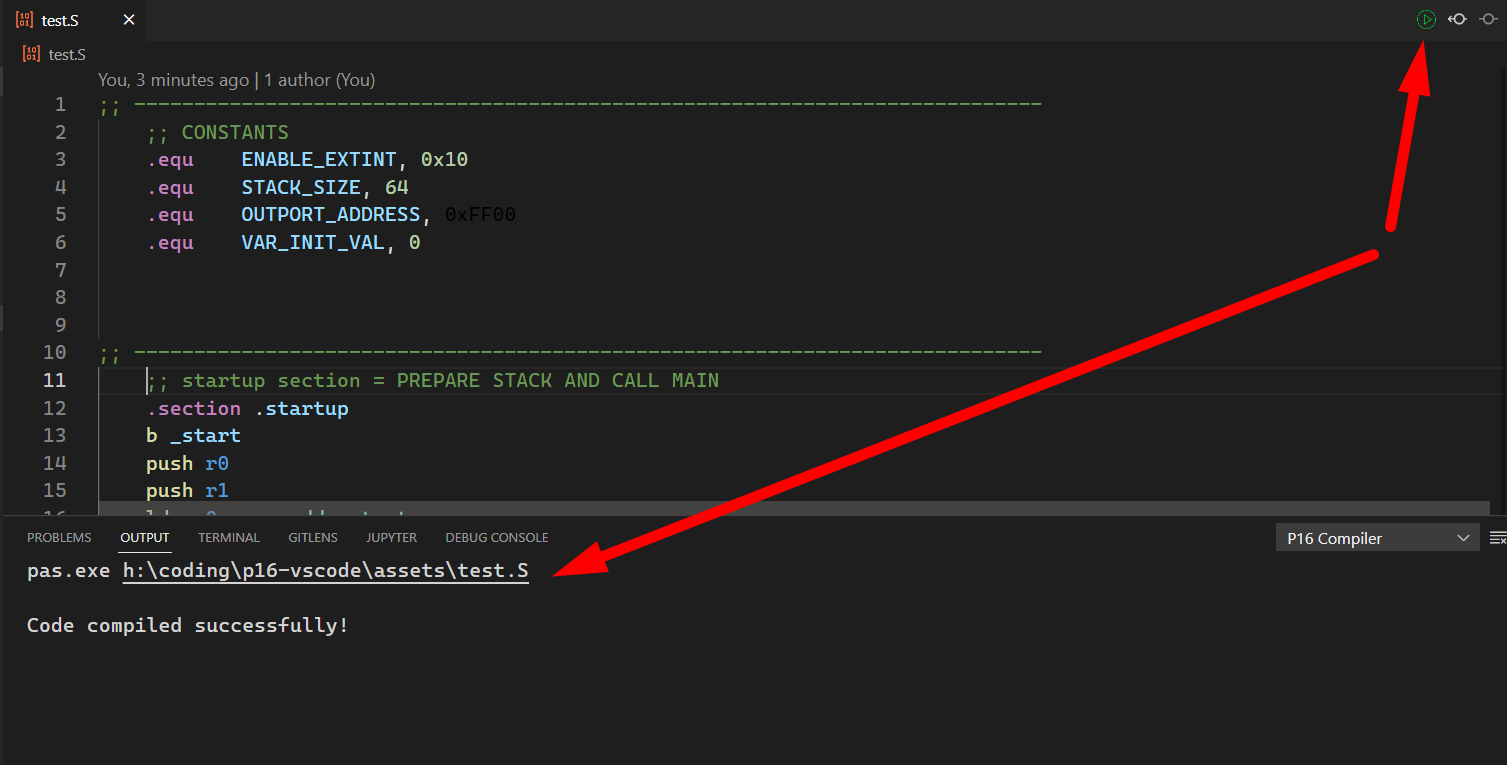 test.S
test.S
You, 3 minutes ago | 1 author (You)
1 ;; ----------------------------------------------------------------------------
2 ;; CONSTANTS
3 .equ ENABLE_EXTINT, 0x10
4 .equ STACK_SIZE, 64
5 .equ OUTPORT_ADDRESS, 0xFF00
6 .equ VAR_INIT_VAL, 0
7
8
9
10 ;; ----------------------------------------------------------------------------
11 ;; startup section = PREPARE STACK AND CALL MAIN
12 .section .startup
13 b _start
14 push r0
15 push r1
PROBLEMS OUTPUT TERMINAL GITLENS JUPYTER DEBUG CONSOLE P16 Compiler
pas.exe h:\coding\p16-vscode\assets\test.S
Code compiled successfully!